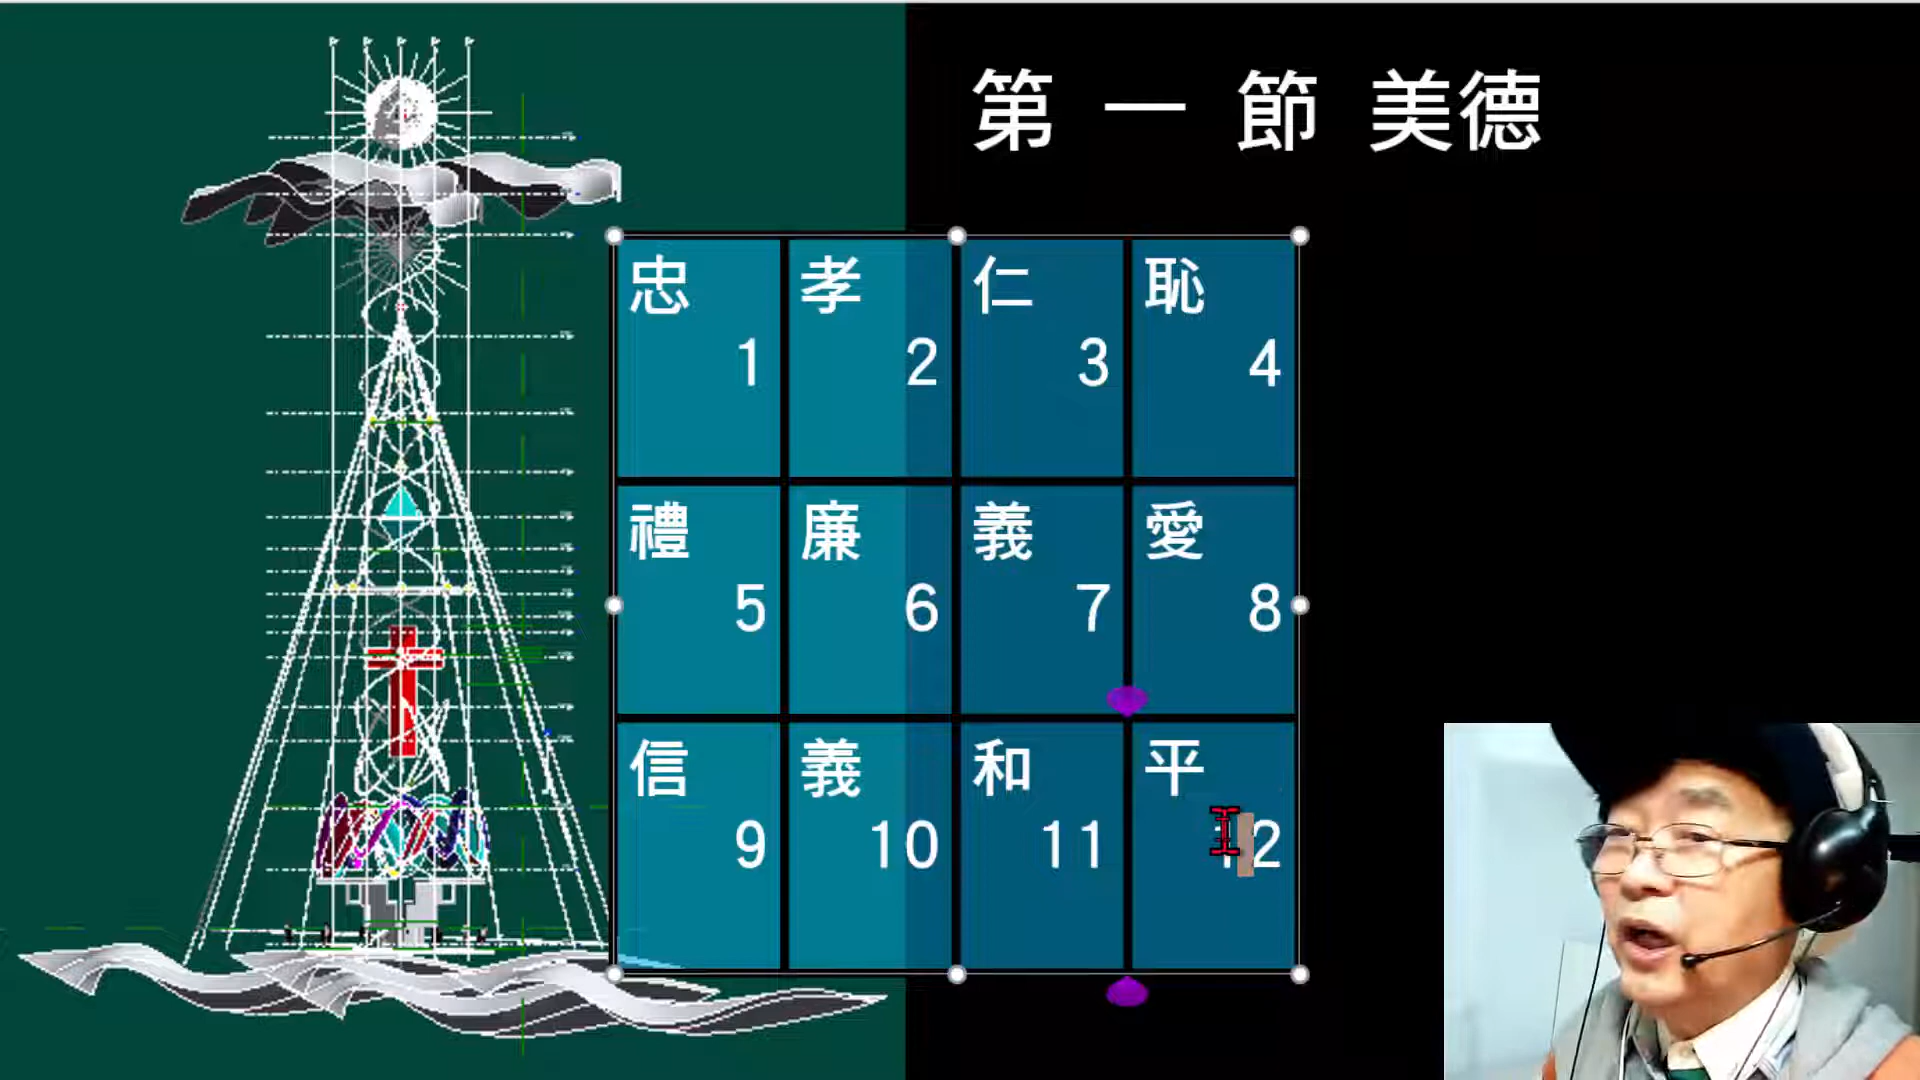 第 一 節 美德
忠 孝 仁 恥
1 2 3 4
禮 廉 義 愛
5 6 7 8
信 義 和 平
9 10 11 12